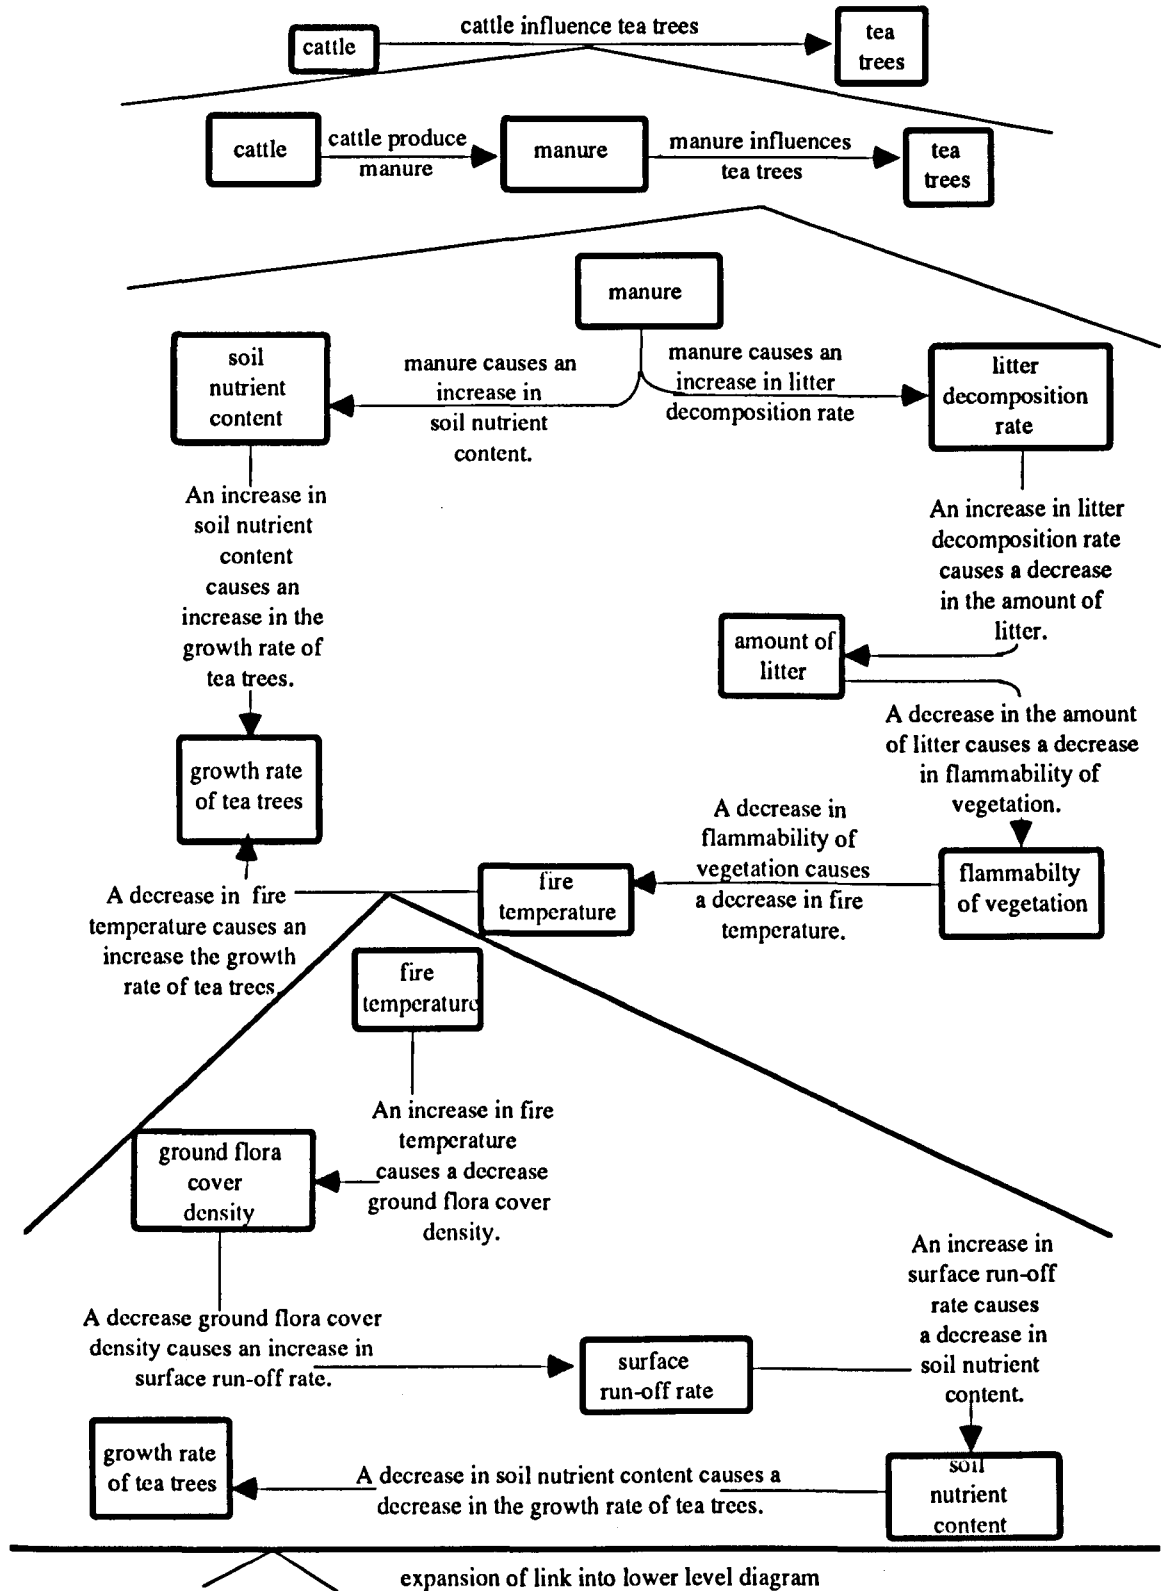 cattle influence tea trees
cattle
tea
trees
cattle
cattle produce
manure
manure
manure influences
tea trees
tea
trees
manure
soil
nutrient
content
manure causes an
increase in
soil nutrient
content.
manure causes an
increase in litter
decomposition rate
litter
decomposition
rate
An increase in
soil nutrient
content
causes an
increase in the
growth rate of
tea trees.
An increase in litter
decomposition rate
causes a decrease
in the amount of
litter.
amount of
litter
A decrease in the amount
of litter causes a decrease
in flammability of
vegetation.
growth rate
of tea trees
A decrease in
flammability of
vegetation causes
a decrease in fire
temperature.
flammabilty
of vegetation
fire
temperature
A decrease in fire
temperature causes an
increase the growth
rate of tea trees.
fire
temperature
An increase in fire
temperature
causes a decrease
ground flora cover
density.
ground flora
cover
density
An increase in
surface run-off
rate causes
a decrease in
soil nutrient
content.
A decrease ground flora cover
density causes an increase in
surface run-off rate.
surface
run-off rate
growth rate
of tea trees
A decrease in soil nutrient content causes a
decrease in the growth rate of tea trees.
soil
nutrient
content
expansion of link into lower level diagram